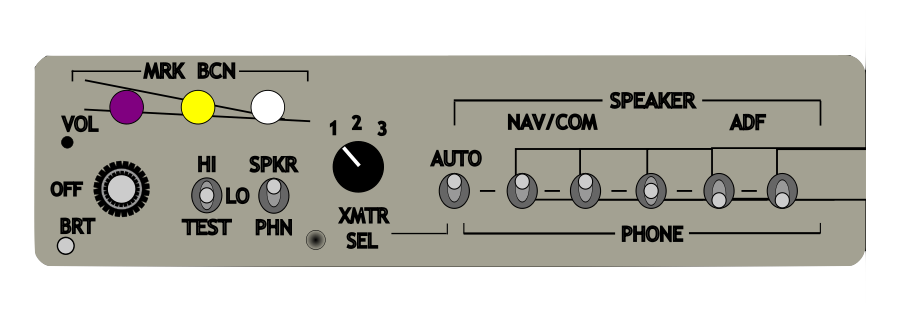 MRK BCN
VOL
OFF
BRT
HI
LO
TEST
SPKR
PHN
1 2 3
XMTR
SEL
AUTO
SPEAKER
NAV/COM
ADF
PHONE